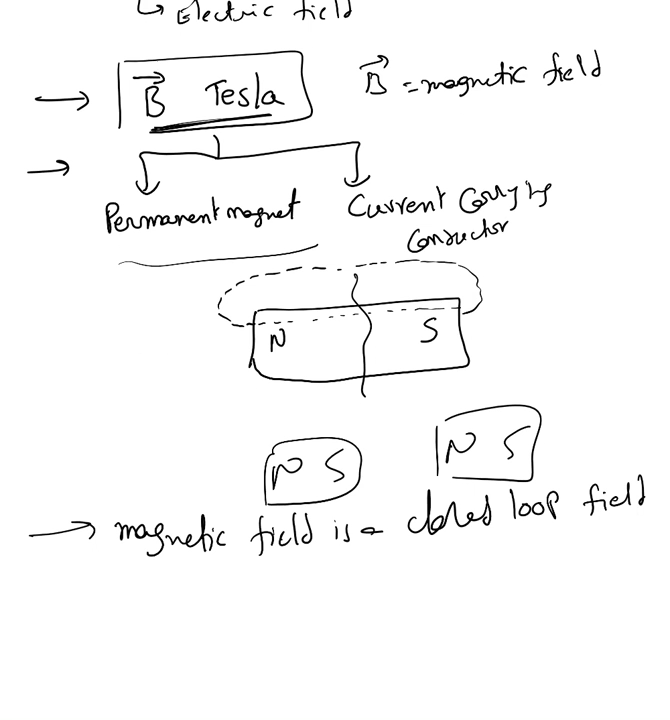 ↳ Electric field
→ B⃗ Tesla B⃗ = magnetic field
→
Permanent magnet Current Carrying
Conductor
N S
N S N S
→ magnetic field is a closed loop field